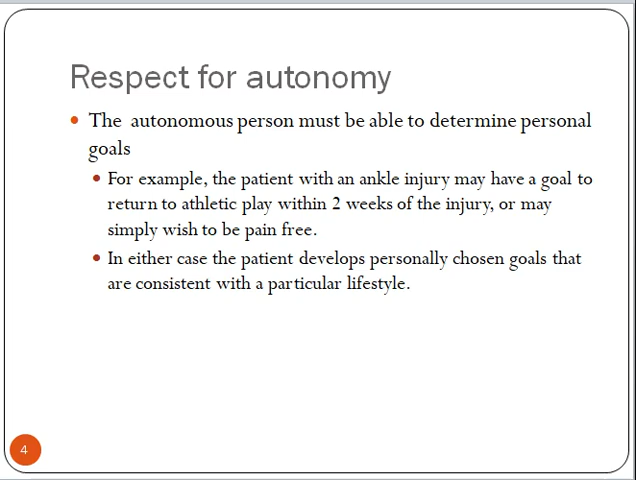 Respect for autonomy
The autonomous person must be able to determine personal
goals
For example, the patient with an ankle injury may have a goal to
return to athletic play within 2 weeks of the injury, or may
simply wish to be pain free.
In either case the patient develops personally chosen goals that
are consistent with a particular lifestyle.
4